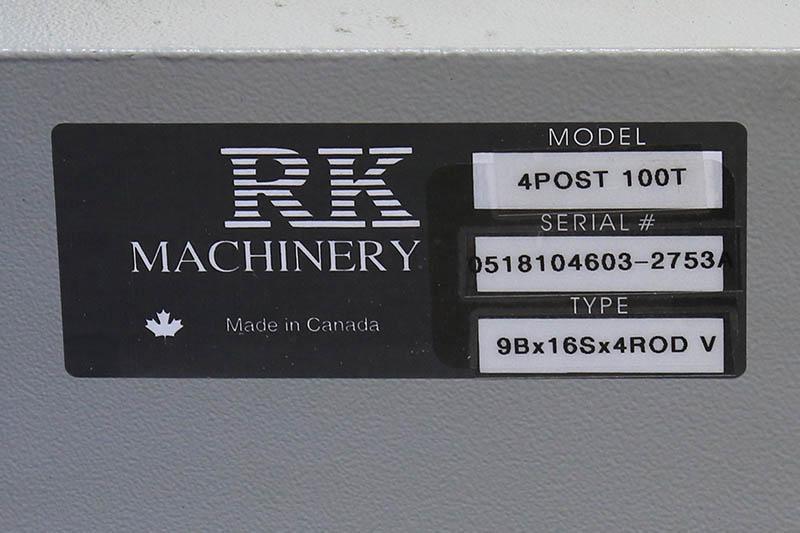 RK
MACHINERY
Made in Canada
MODEL
4POST 100T
SERIAL #
0518104603-2753A
TYPE
9Bx16Sx4ROD V